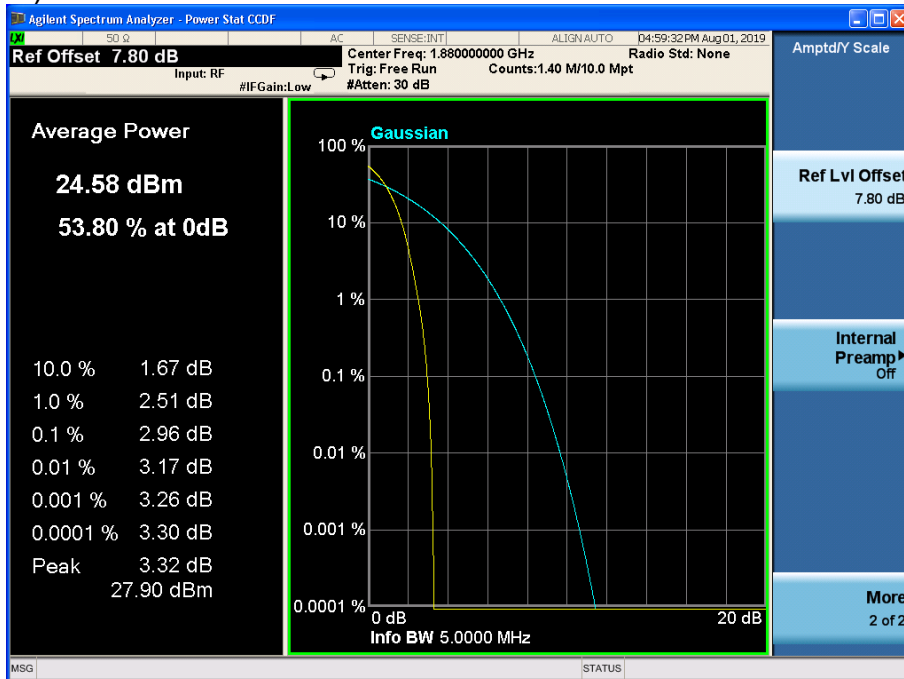 Agilent Spectrum Analyzer - Power Stat CCDF
LXI 50 Ω AC SENSE:INT ALIGN AUTO 04:59:32 PM Aug 01, 2019
Ref Offset 7.80 dB
Center Freq: 1.880000000 GHz Radio Std: None
Input: RF Trig: Free Run Counts:1.40 M/10.0 Mpt
#IFGain:Low #Atten: 30 dB
Amptd/Y Scale
Average Power
24.58 dBm
53.80 % at 0dB
10.0 % 1.67 dB
1.0 % 2.51 dB
0.1 % 2.96 dB
0.01 % 3.17 dB
0.001 % 3.26 dB
0.0001 % 3.30 dB
Peak 3.32 dB
27.90 dBm
Gaussian
100 %
10 %
1 %
0.1 %
0.01 %
0.001 %
0.0001 %
0 dB 20 dB
Info BW 5.0000 MHz
Ref Lvl Offset
7.80 dB
Internal
Preamp
Off
More
2 of 2
MSG STATUS